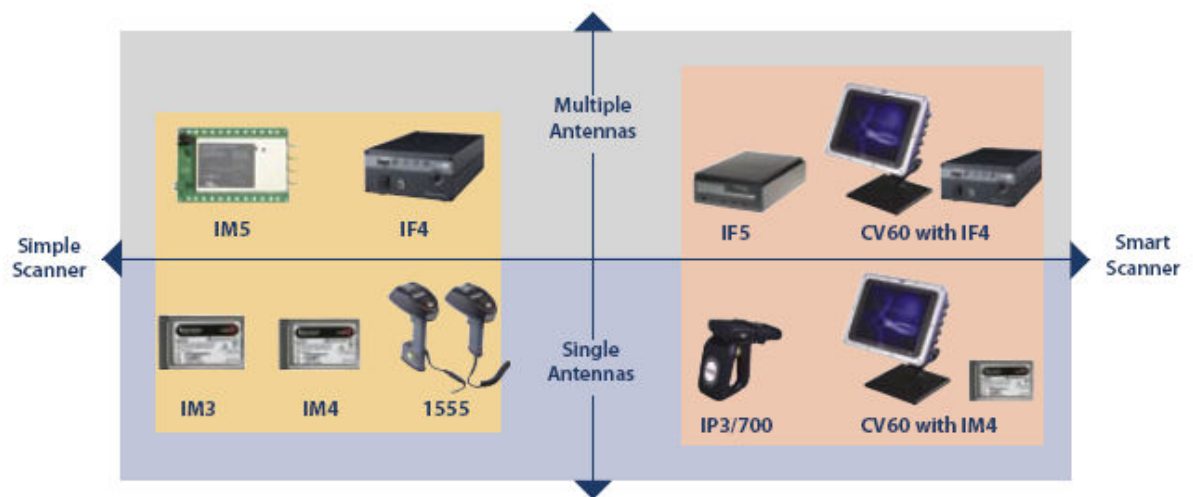 Multiple
Antennas
IM5
IF4
IF5
CV60 with IF4
Simple
Scanner
Smart
Scanner
Single
Antennas
IM3
IM4
1555
IP3/700
CV60 with IM4